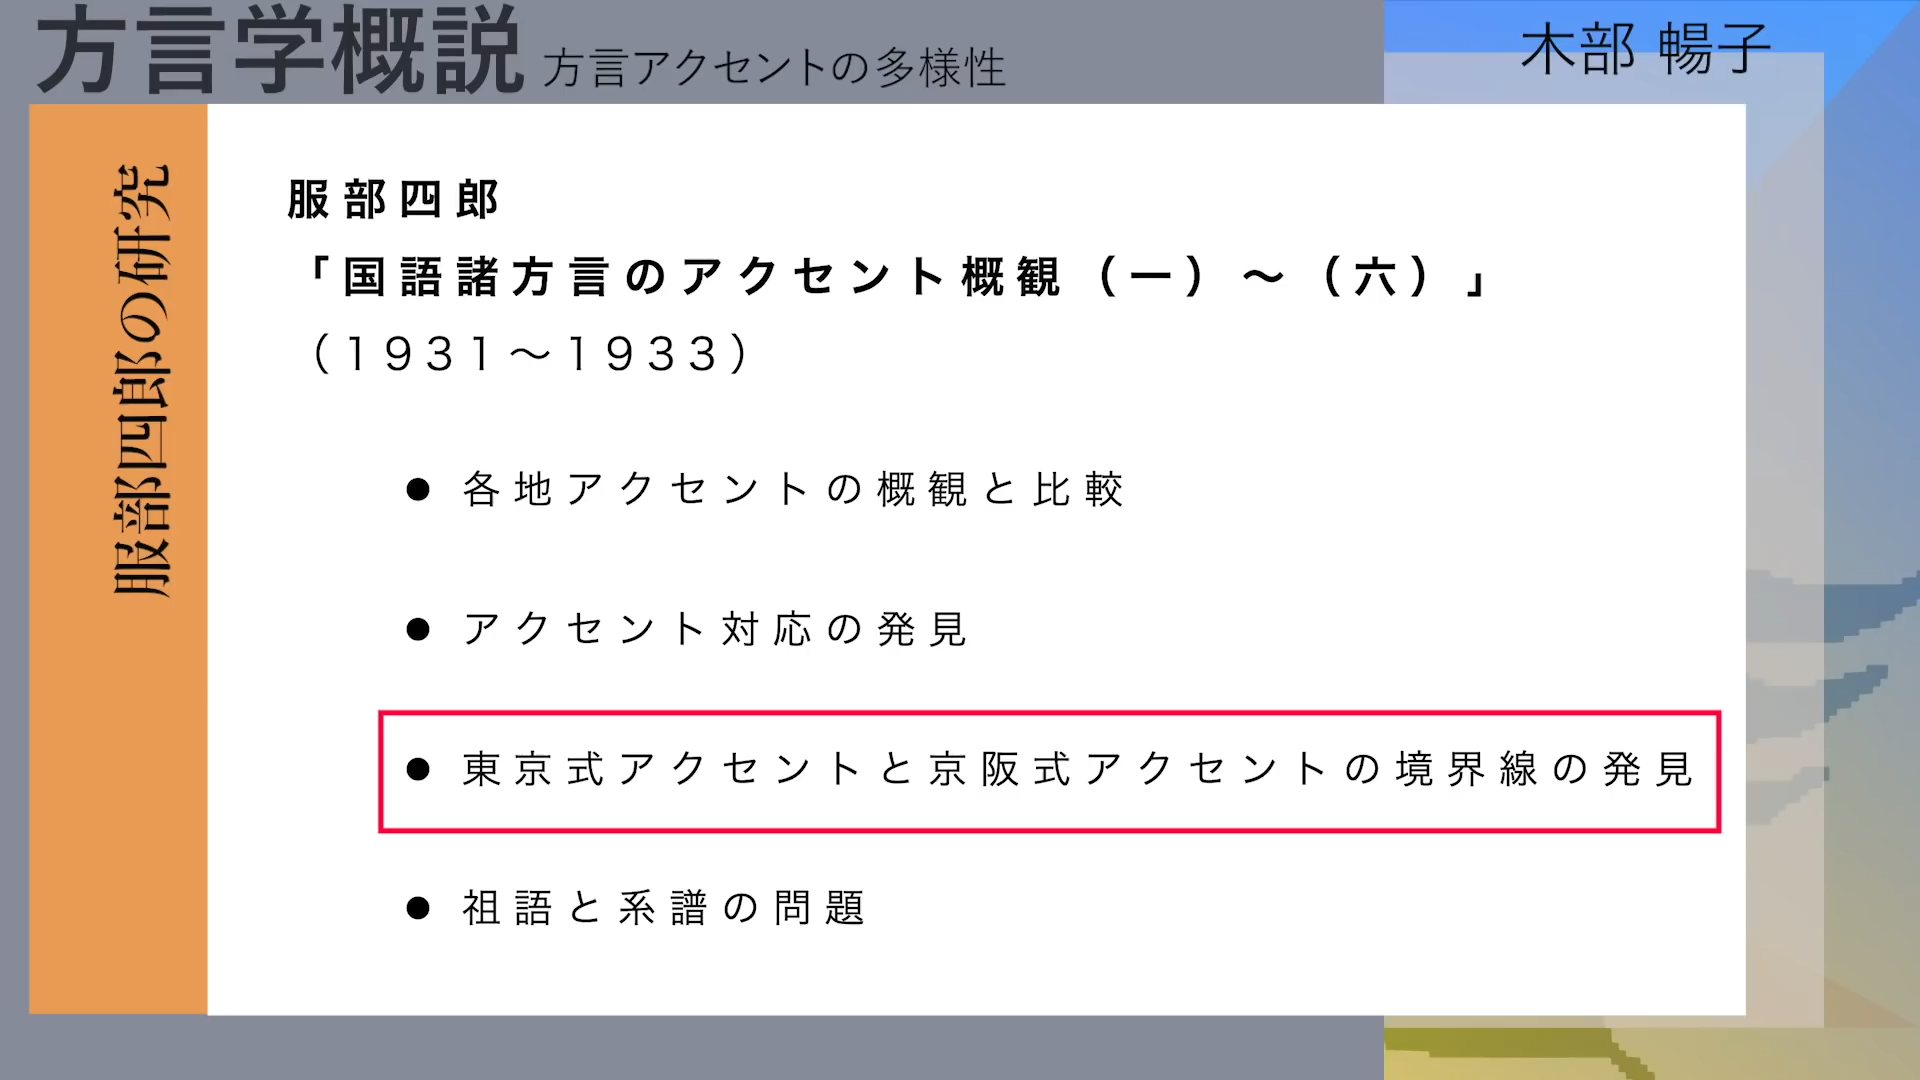 方言学概説 方言アクセントの多様性
木部 暢子
服部四郎の研究
服部四郎
「国語諸方言のアクセント概観（一）～（六）」
（1931～1933）
● 各地アクセントの概観と比較
● アクセント対応の発見
● 東京式アクセントと京阪式アクセントの境界線の発見
● 祖語と系譜の問題